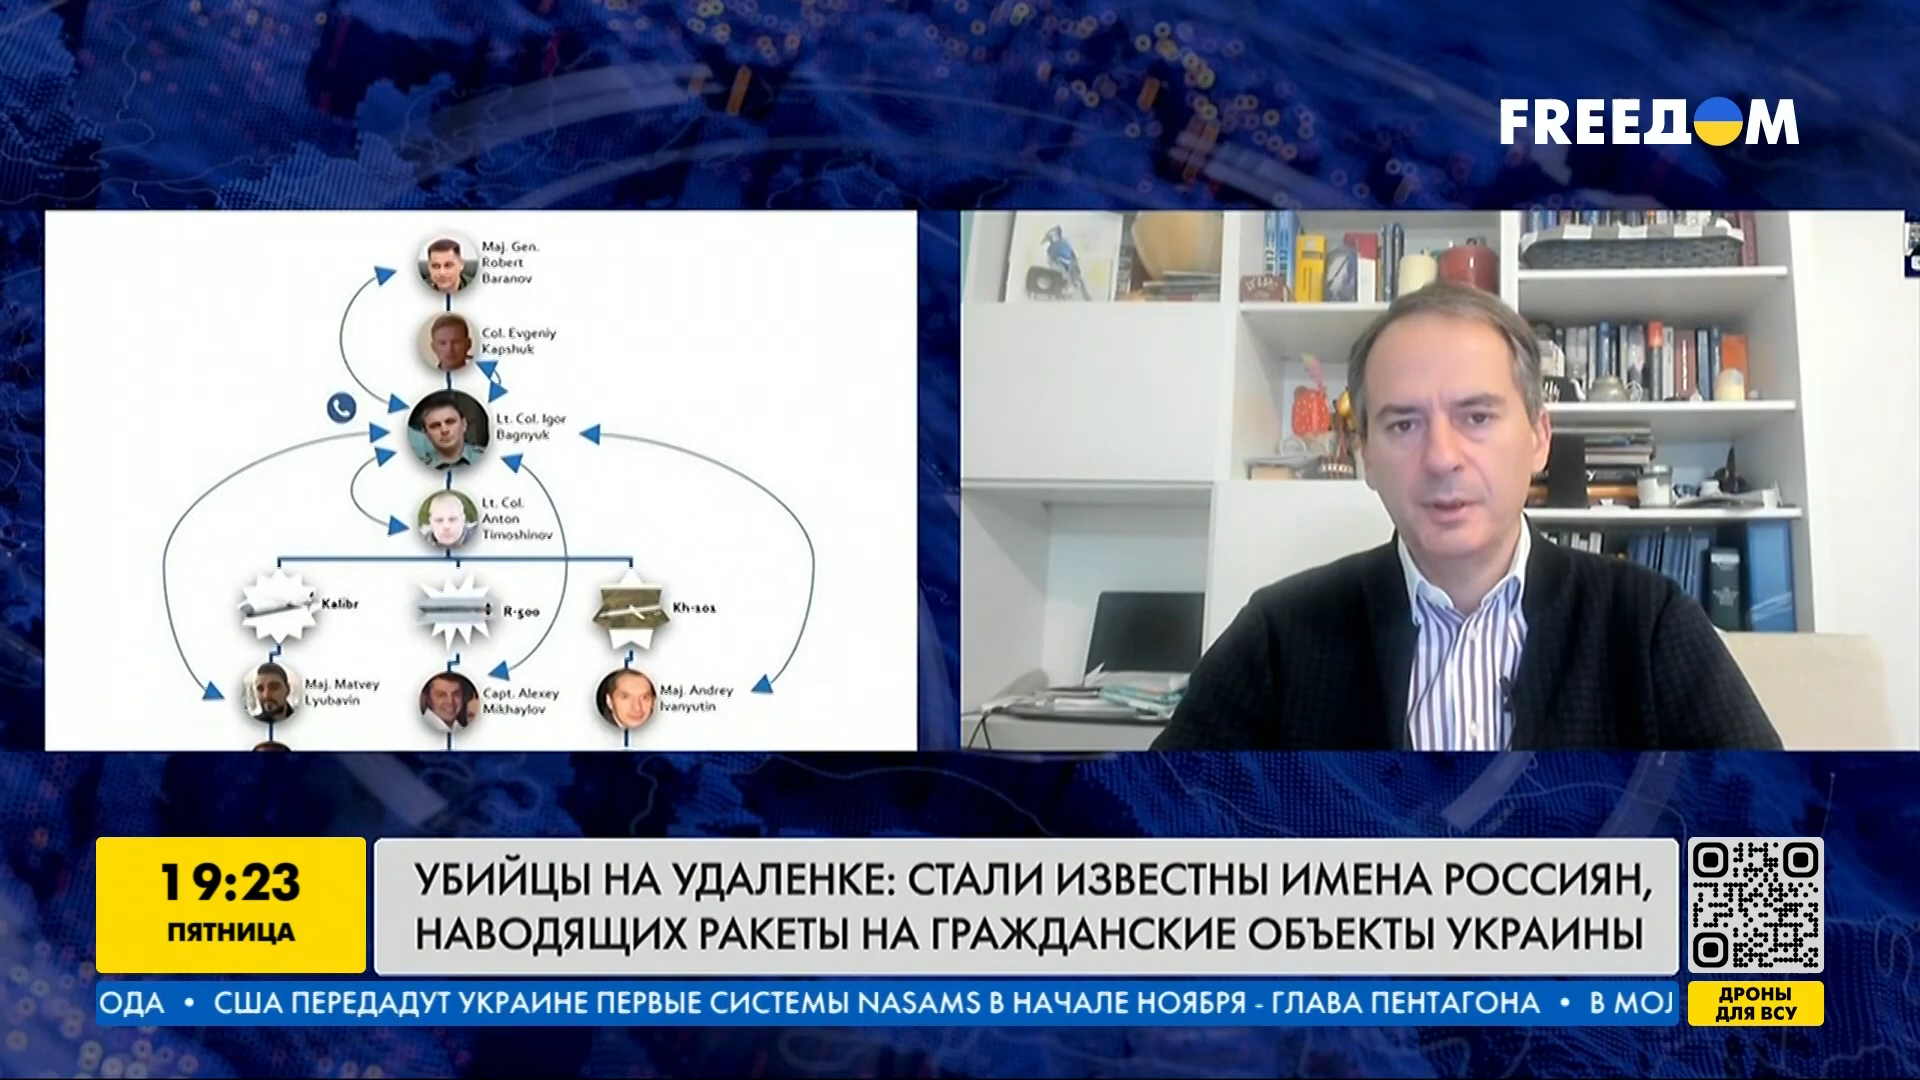 FREEДОМ
Maj. Gen.
Robert
Baranov
Col. Evgeniy
Kapshuk
Lt. Col. Igor
Bagnyuk
Lt. Col.
Anton
Timoshinov
Kalibr
R-500
Kh-101
Maj. Matvey
Lyubavin
Capt. Alexey
Mikhaylov
Maj. Andrey
Ivanyutin
19:23
ПЯТНИЦА
УБИЙЦЫ НА УДАЛЕНКЕ: СТАЛИ ИЗВЕСТНЫ ИМЕНА РОССИЯН,
НАВОДЯЩИХ РАКЕТЫ НА ГРАЖДАНСКИЕ ОБЪЕКТЫ УКРАИНЫ
ОДА • США ПЕРЕДАДУТ УКРАИНЕ ПЕРВЫЕ СИСТЕМЫ NASAMS В НАЧАЛЕ НОЯБРЯ - ГЛАВА ПЕНТАГОНА • В МОЛ
ДРОНЫ
ДЛЯ ВСУ